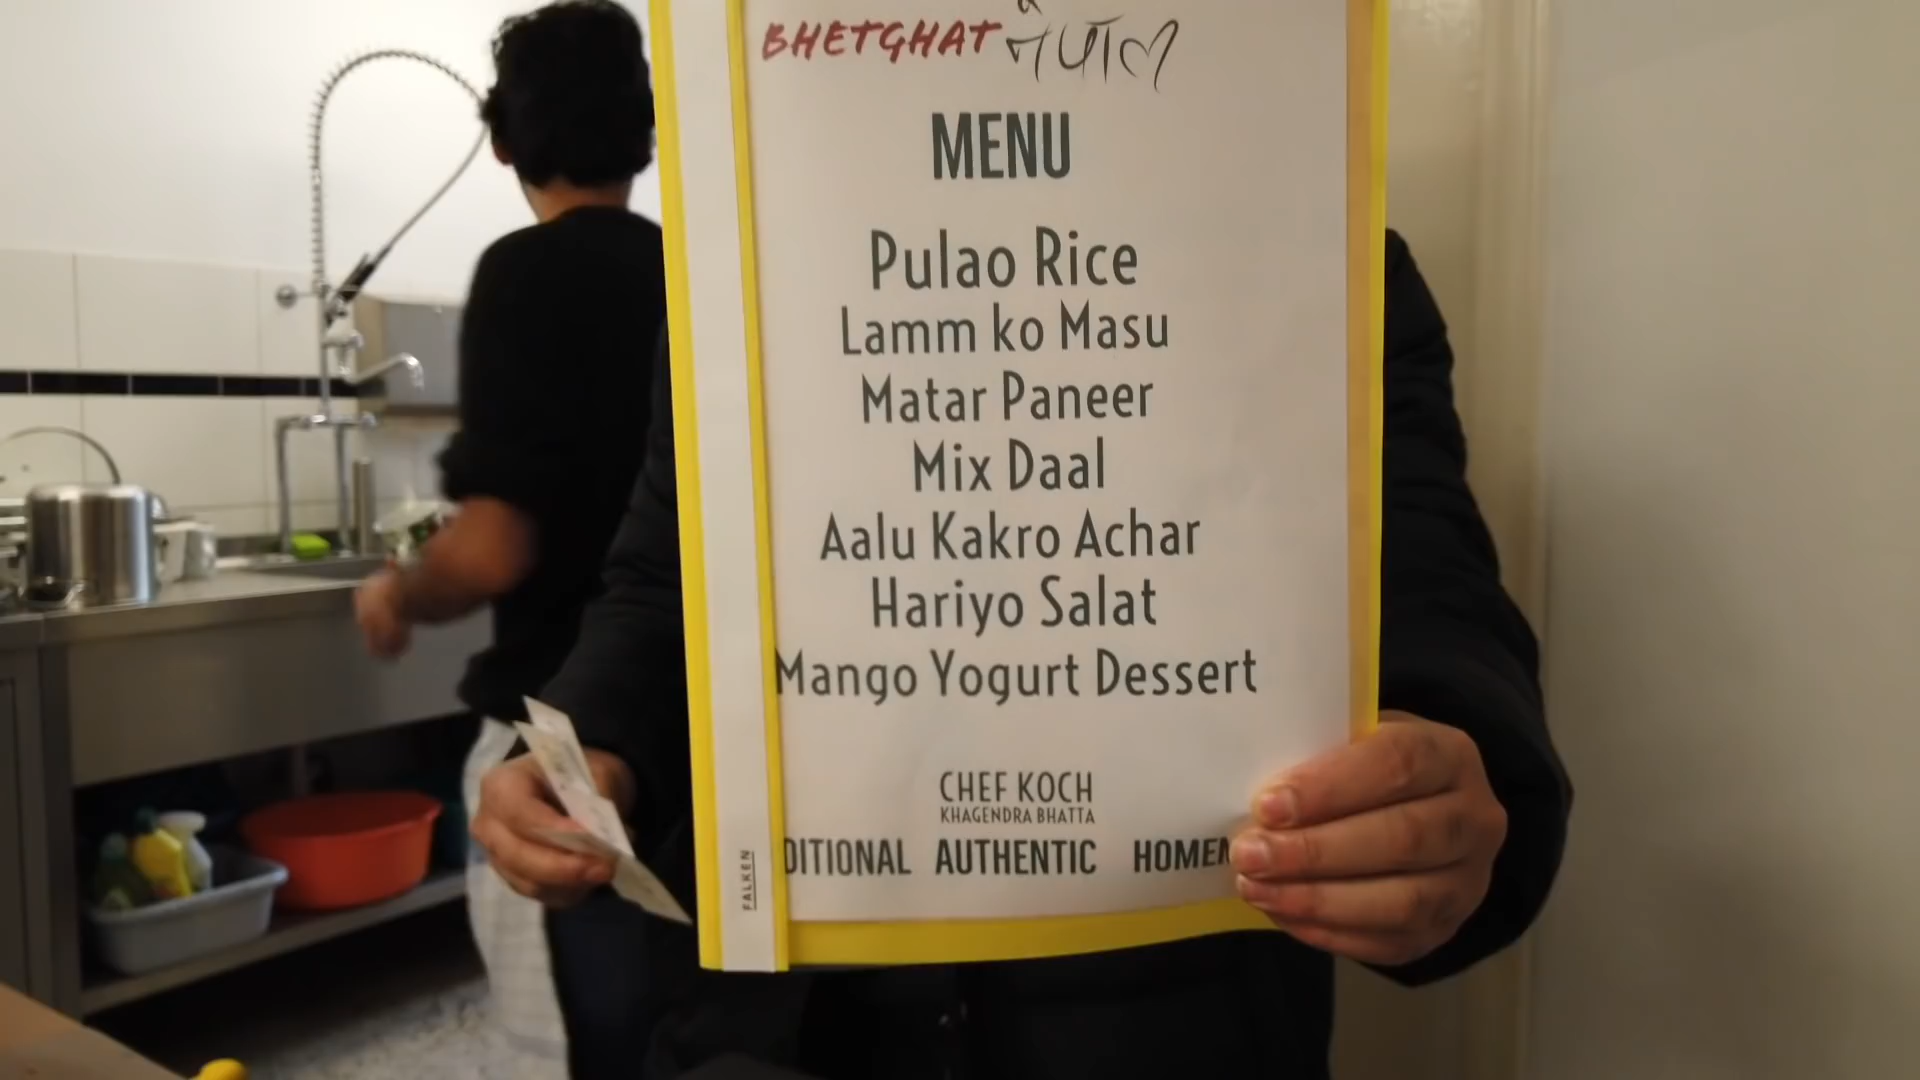 BHETGHAT नेपाल
MENU
Pulao Rice
Lamm ko Masu
Matar Paneer
Mix Daal
Aalu Kakro Achar
Hariyo Salat
Mango Yogurt Dessert
CHEF KOCH
KHAGENDRA BHATTA
DITIONAL AUTHENTIC HOMEM
FALKEN